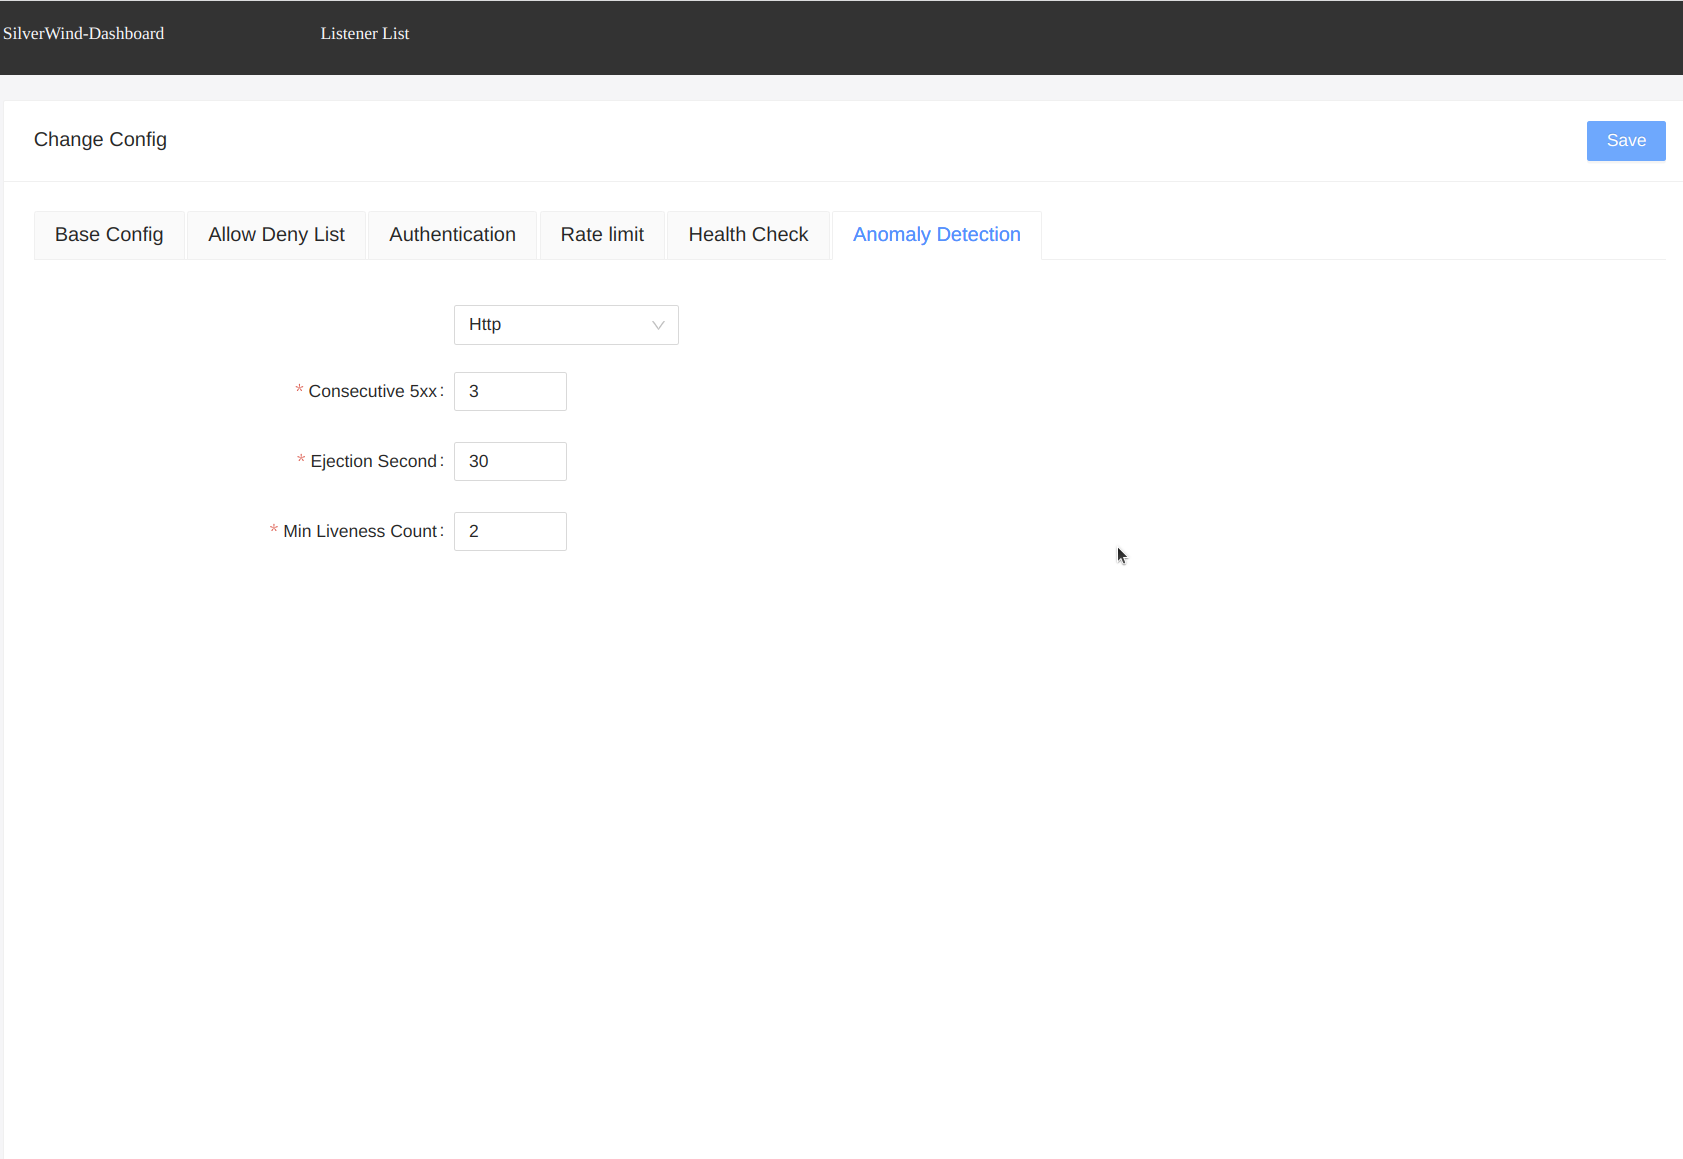 SilverWind-Dashboard Listener List
Change Config Save
Base Config Allow Deny List Authentication Rate limit Health Check Anomaly Detection
Http
* Consecutive 5xx: 3
* Ejection Second: 30
* Min Liveness Count: 2